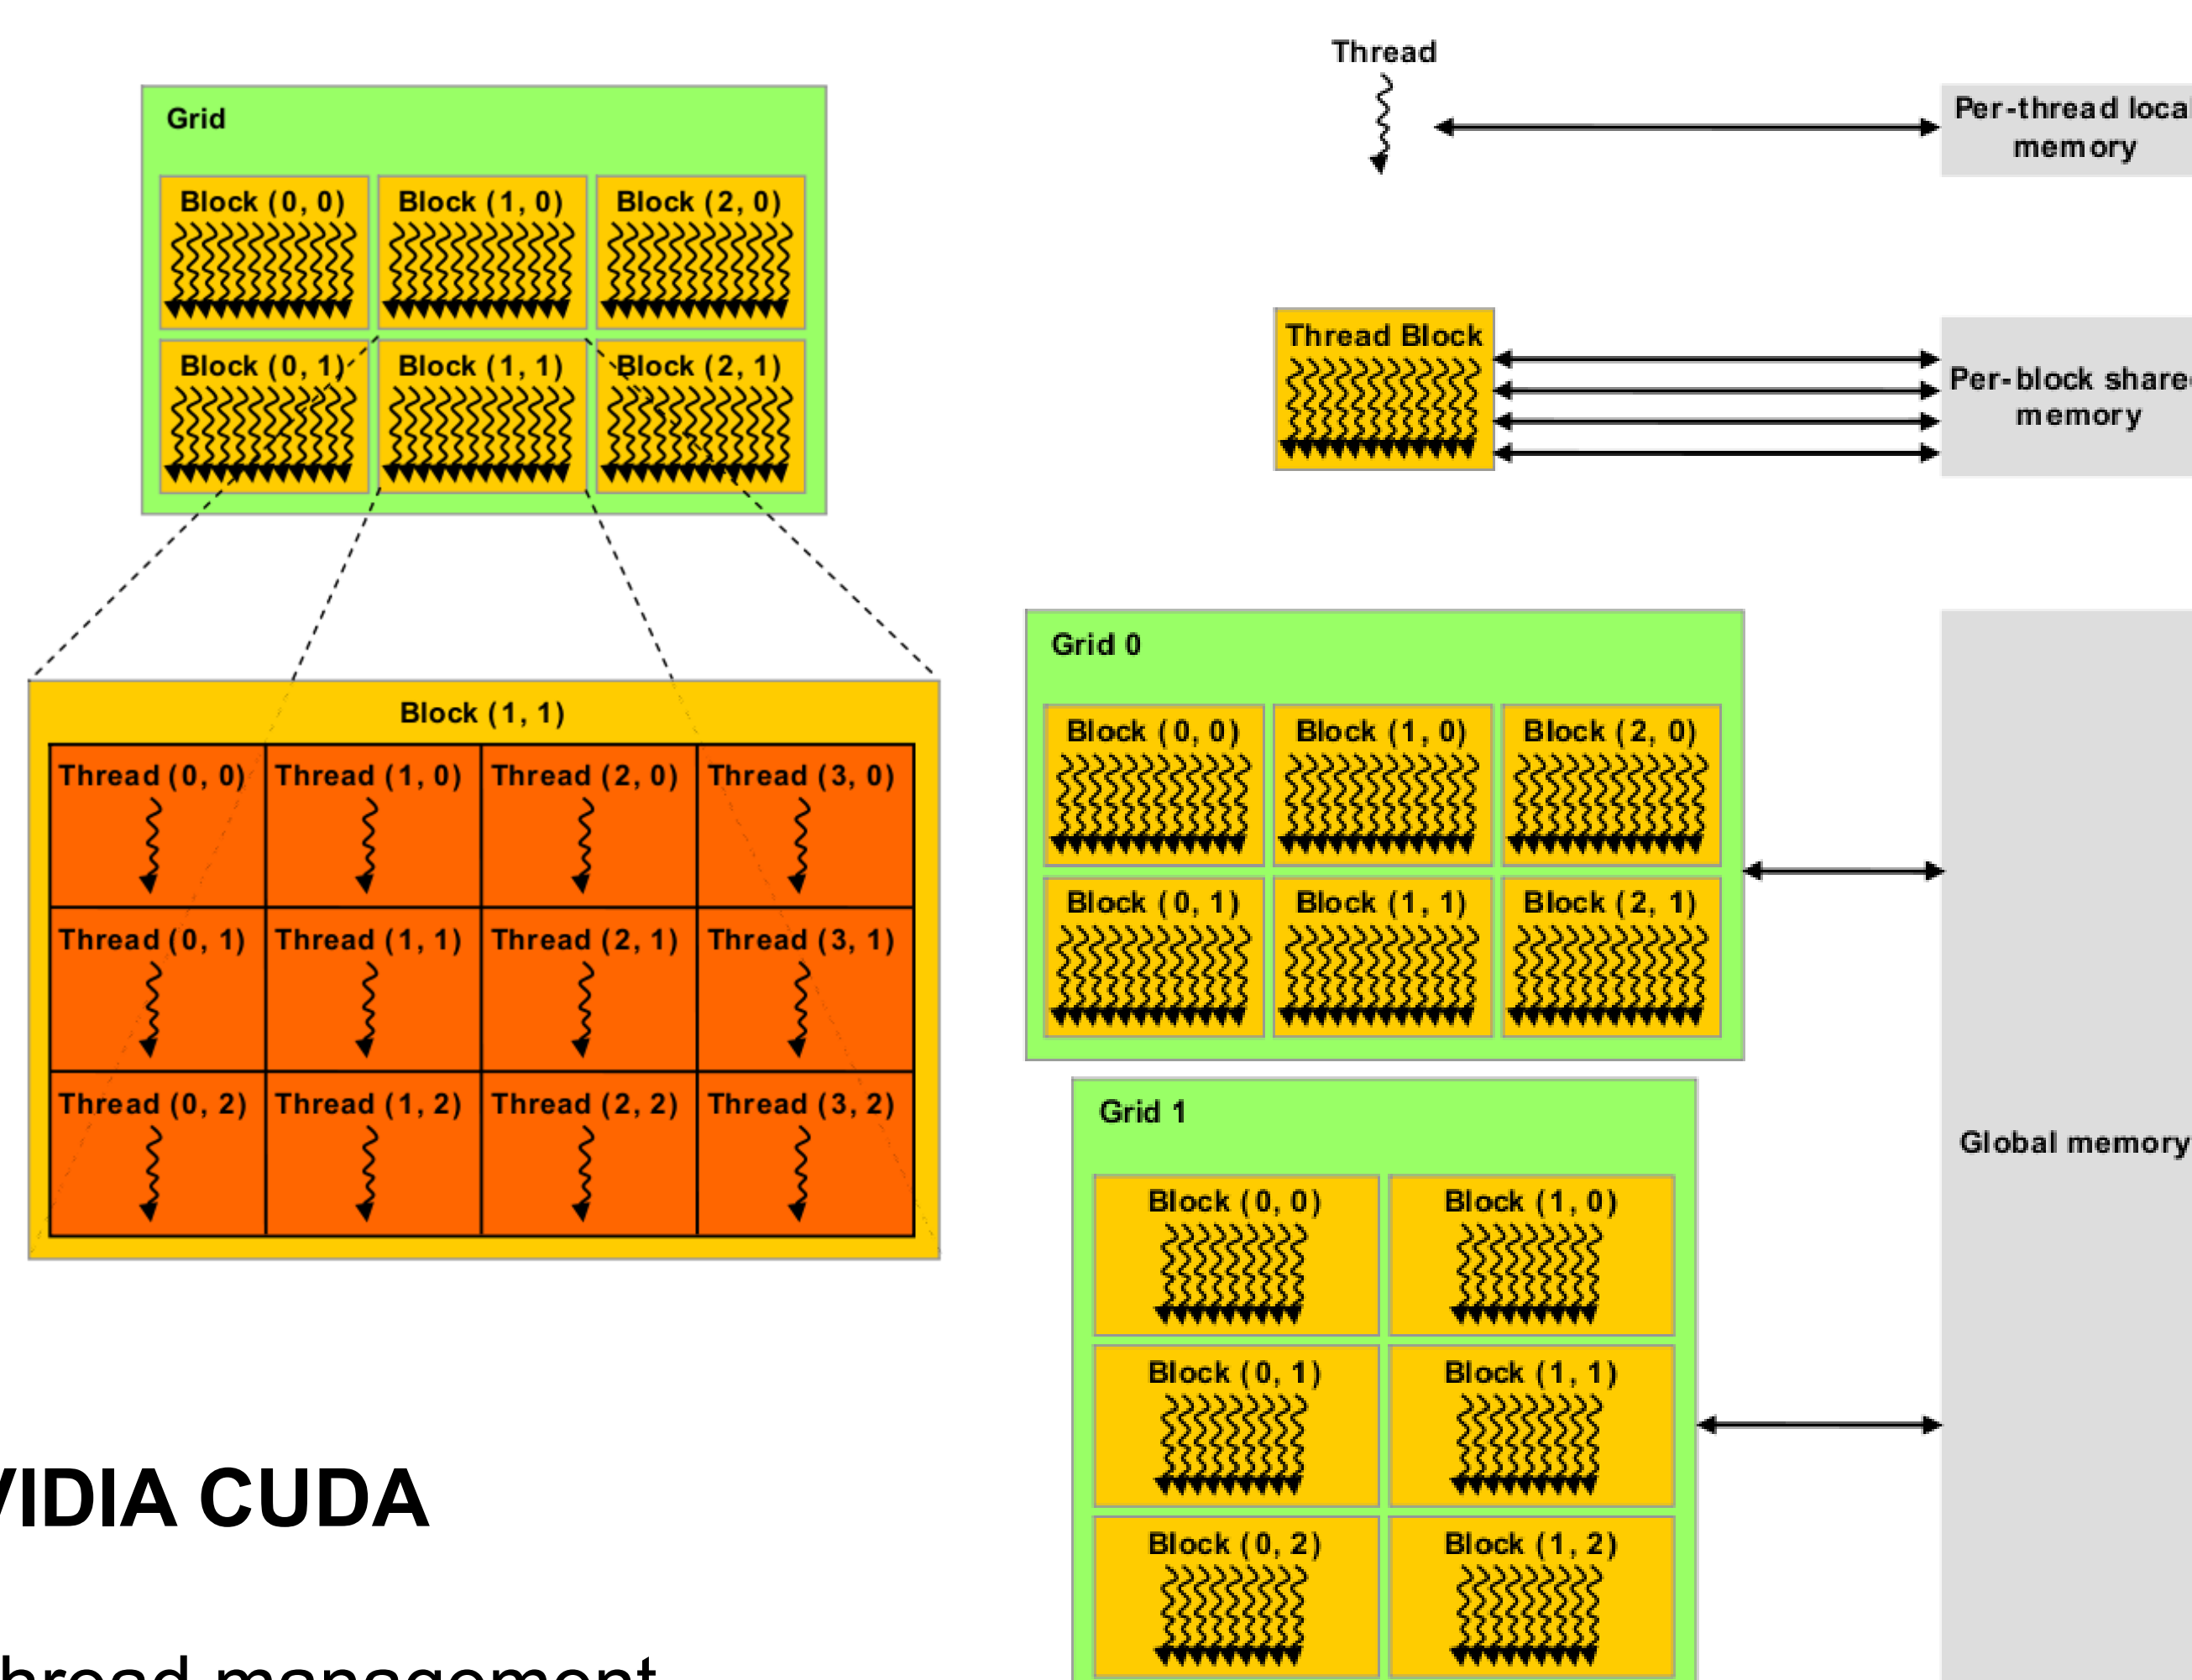 Grid
Block (0, 0) Block (1, 0) Block (2, 0)
Block (0, 1) Block (1, 1) Block (2, 1)
Block (1, 1)
Thread (0, 0) Thread (1, 0) Thread (2, 0) Thread (3, 0)
Thread (0, 1) Thread (1, 1) Thread (2, 1) Thread (3, 1)
Thread (0, 2) Thread (1, 2) Thread (2, 2) Thread (3, 2)
VIDIA CUDA
hread management
Thread
Per-thread local
memory
Thread Block
Per-block share
memory
Grid 0
Block (0, 0) Block (1, 0) Block (2, 0)
Block (0, 1) Block (1, 1) Block (2, 1)
Global memory
Grid 1
Block (0, 0) Block (1, 0)
Block (0, 1) Block (1, 1)
Block (0, 2) Block (1, 2)